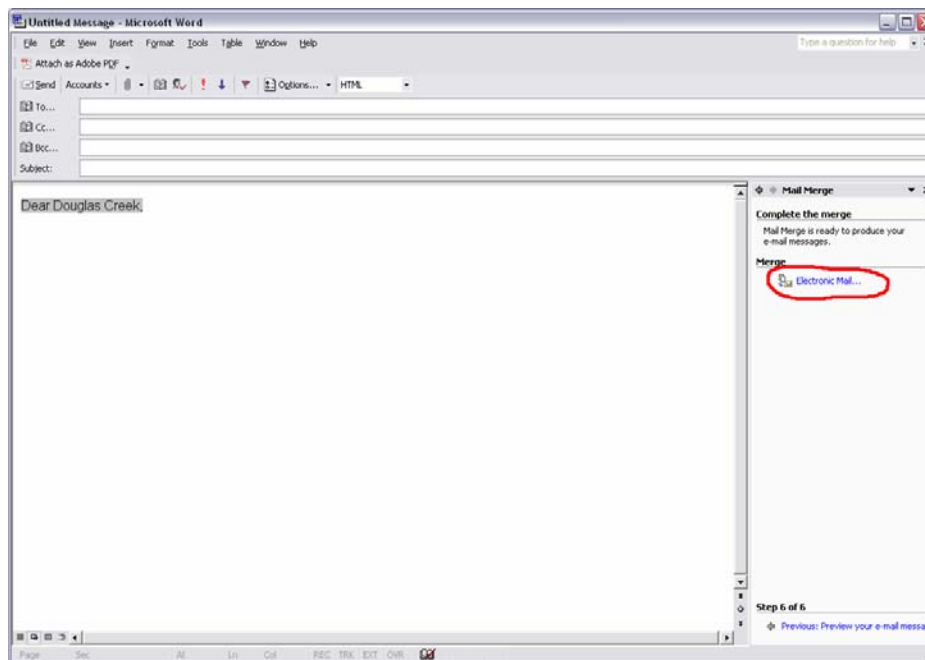 Untitled Message - Microsoft Word
File Edit View Insert Format Tools Table Window Help
Type a question for help
Attach as Adobe PDF
Send Accounts Options... HTML
To...
Cc...
Bcc...
Subject:
Dear Douglas Creek,
Mail Merge
Complete the merge
Mail Merge is ready to produce your
e-mail messages.
Merge
Electronic Mail...
Step 6 of 6
Previous: Preview your e-mail messa
Page Sec At Ln Col REC TRK EXT OVR